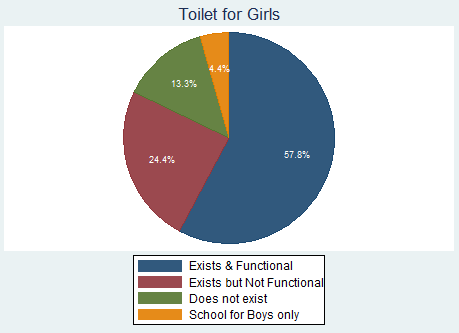 Toilet for Girls
4.4%
13.3%
57.8%
24.4%
Exists & Functional
Exists but Not Functional
Does not exist
School for Boys only